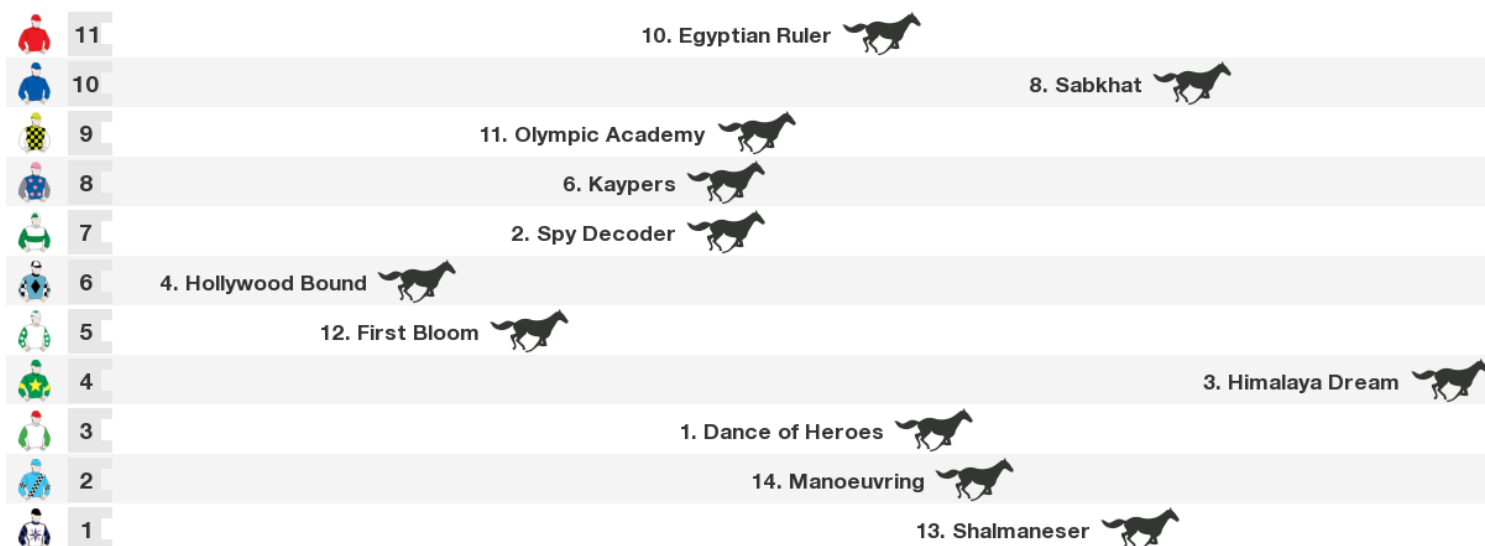 11 10. Egyptian Ruler
10 8. Sabkhat
9 11. Olympic Academy
8 6. Kaypers
7 2. Spy Decoder
6 4. Hollywood Bound
5 12. First Bloom
4 3. Himalaya Dream
3 1. Dance of Heroes
2 14. Manoeuvring
1 13. Shalmaneser